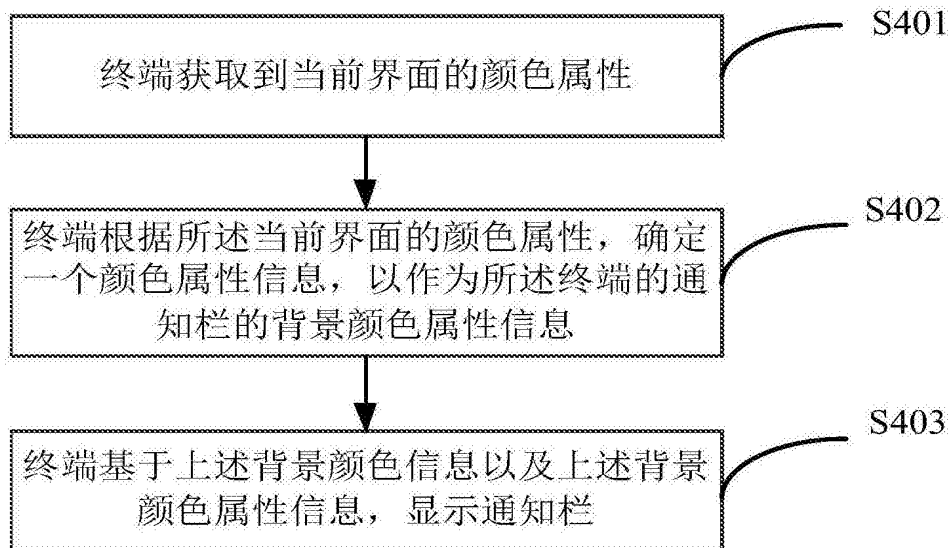 S401
终端获取到当前界面的颜色属性
S402
终端根据所述当前界面的颜色属性，确定
一个颜色属性信息，以作为所述终端的通
知栏的背景颜色属性信息
S403
终端基于上述背景颜色信息以及上述背景
颜色属性信息，显示通知栏